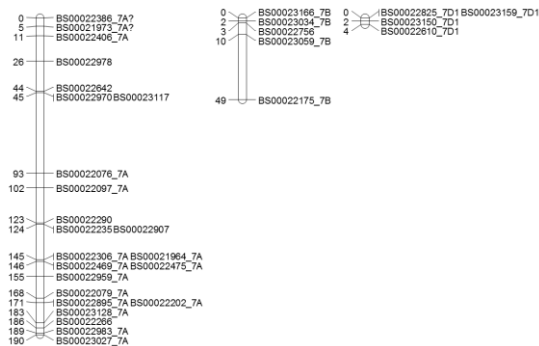 0 BS00022386_7A?
5 BS00021973_7A?
11 BS00022406_7A
26 BS00022978
44 BS00022642
45 BS00022970 BS00023117
93 BS00022076_7A
102 BS00022097_7A
123 BS00022290
124 BS00022235 BS00022907
145 BS00022306_7A BS00021964_7A
146 BS00022469_7A BS00022475_7A
155 BS00022959_7A
168 BS00022079_7A
171 BS00022895_7A BS00022202_7A
183 BS00023128_7A
186 BS00022266
189 BS00022983_7A
190 BS00023027_7A
0 BS00023166_7B
2 BS00023034_7B
3 BS00022756
10 BS00023059_7B
49 BS00022175_7B
0 BS00022825_7D1 BS00023159_7D1
2 BS00023150_7D1
4 BS00022610_7D1